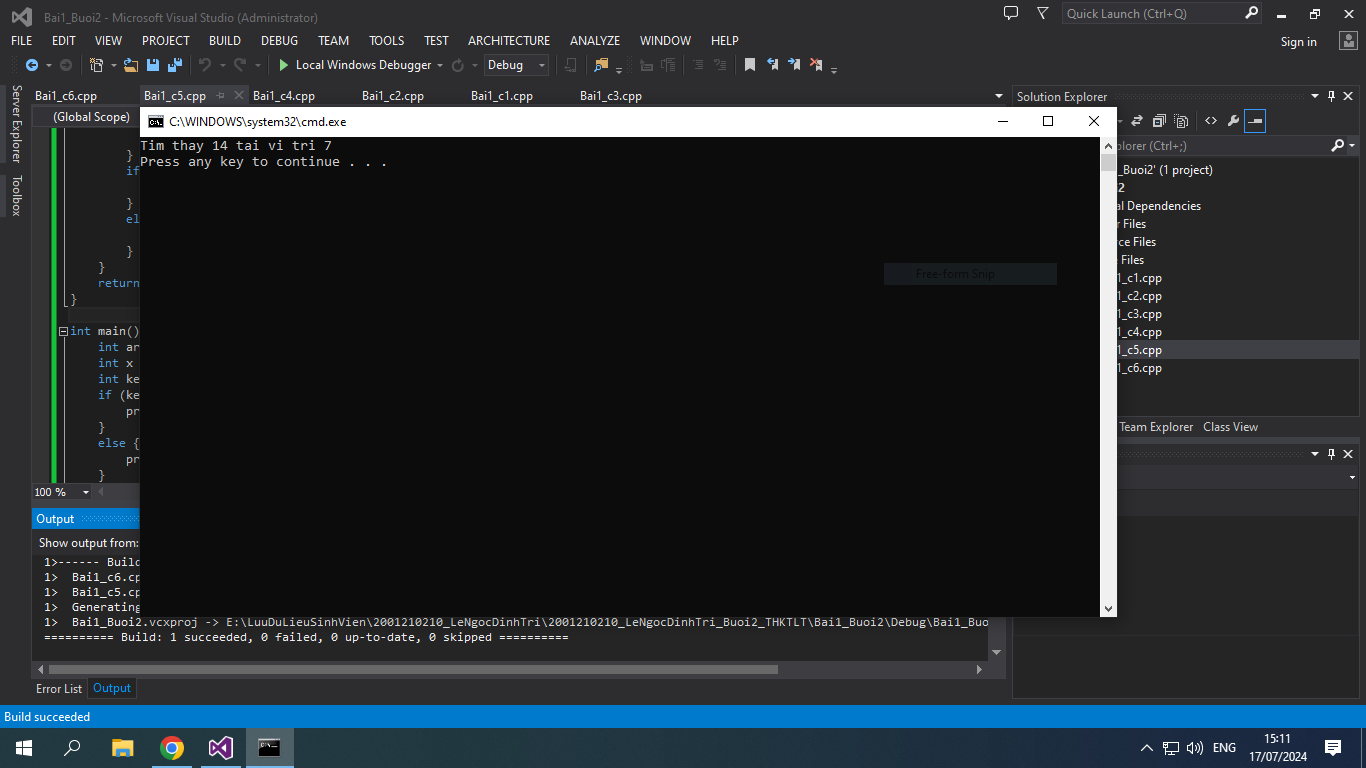 Bai1_Buoi2 - Microsoft Visual Studio (Administrator)
Quick Launch (Ctrl+Q)
FILE EDIT VIEW PROJECT BUILD DEBUG TEAM TOOLS TEST ARCHITECTURE ANALYZE WINDOW HELP
Sign in
Local Windows Debugger Debug
Server Explorer
Toolbox
Bai1_c6.cpp Bai1_c5.cpp Bai1_c4.cpp Bai1_c2.cpp Bai1_c1.cpp Bai1_c3.cpp
(Global Scope)
}
if
}
el
}
}
return
}
int main()
int ar
int x
int ke
if (ke
pr
}
else {
pr
}
100 %
C:\WINDOWS\system32\cmd.exe
Tim thay 14 tai vi tri 7
Press any key to continue . . .
Free-form Snip
Solution Explorer
plorer (Ctrl+;)
_Buoi2' (1 project)
2
al Dependencies
r Files
rce Files
Files
1_c1.cpp
1_c2.cpp
1_c3.cpp
1_c4.cpp
1_c5.cpp
1_c6.cpp
Team Explorer Class View
Output
Show output from:
1>------ Build
1> Bai1_c6.cp
1> Bai1_c5.cp
1> Generating
1> Bai1_Buoi2.vcxproj -> E:\LuuDuLieuSinhVien\2001210210_LeNgocDinhTri\2001210210_LeNgocDinhTri_Buoi2_THKTLT\Bai1_Buoi2\Debug\Bai1_Buo
========== Build: 1 succeeded, 0 failed, 0 up-to-date, 0 skipped ==========
Error List Output
Build succeeded
ENG
15:11
17/07/2024